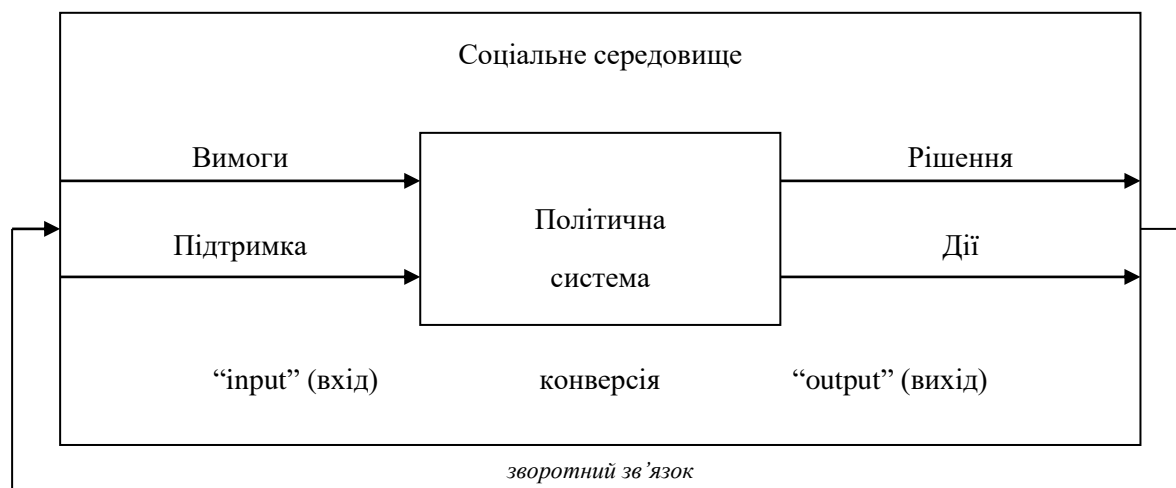 Соціальне середовище
Вимоги
Рішення
Політична
система
Підтримка
Дії
“input” (вхід)
конверсія
“output” (вихід)
зворотний зв’язок